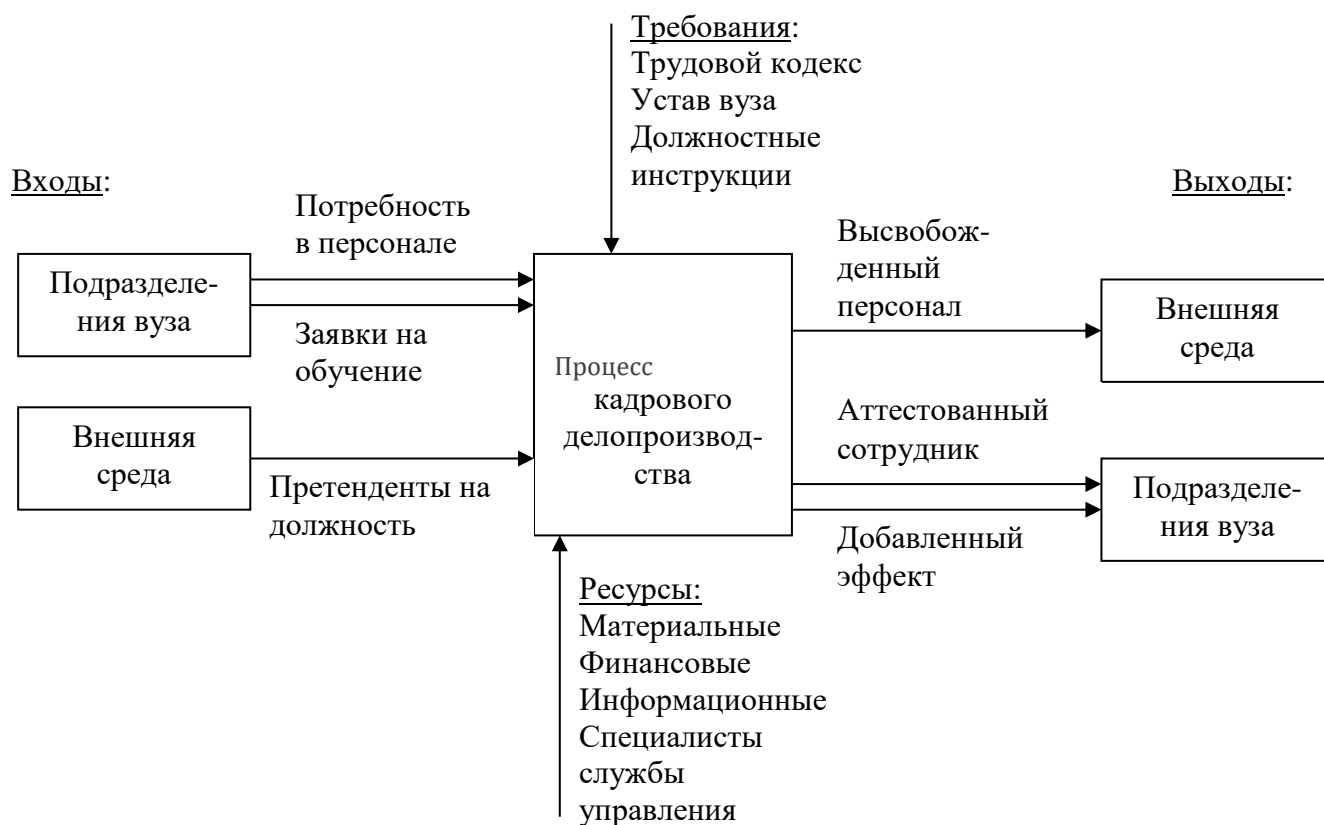 Требования:
Трудовой кодекс
Устав вуза
Должностные
инструкции
Входы:
Выходы:
Потребность
в персонале
Подразделе-
ния вуза
Заявки на
обучение
Внешняя
среда
Претенденты на
должность
Процесс
кадрового
делопроизвод-
ства
Высвобож-
денный
персонал
Внешняя
среда
Аттестованный
сотрудник
Подразделе-
ния вуза
Добавленный
эффект
Ресурсы:
Материальные
Финансовые
Информационные
Специалисты
службы
управления